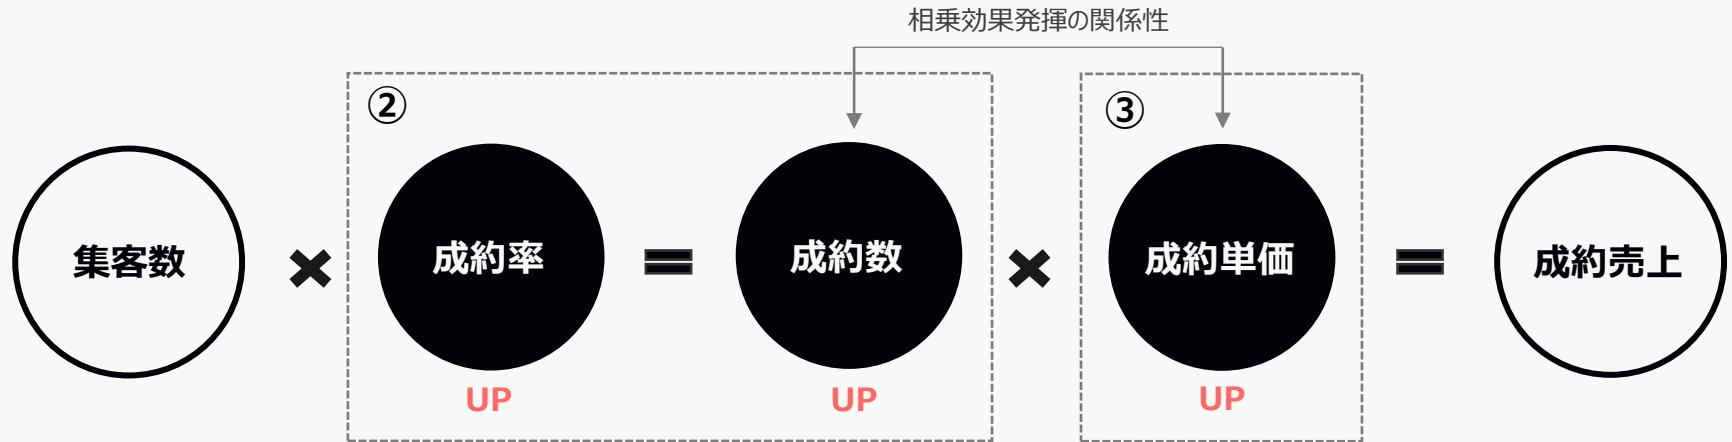 相乗効果発揮の関係性
②
③
集客数
×
成約率
=
成約数
×
成約単価
=
成約売上
UP
UP
UP